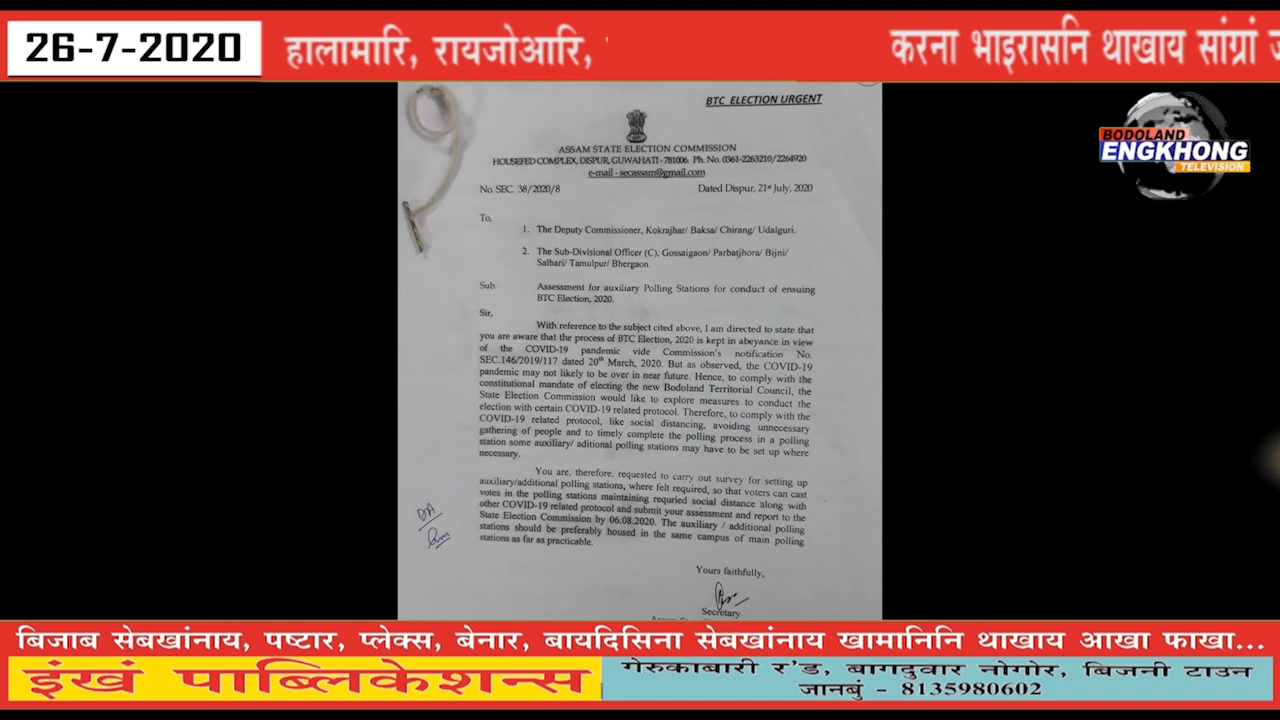 26-7-2020
हालामारि, रायजोआरि,
करना भाइरासनि थाखाय सांग्रां
BODOLAND
ENGKHONG
TELEVISION
BTC ELECTION URGENT
ASSAM STATE ELECTION COMMISSION
HOUSEFED COMPLEX, DISPUR, GUWAHATI - 781006. Ph. No. 0361-2263210/2264920
e-mail - secassam@gmail.com
No. SEC. 38/2020/8
Dated Dispur, 21st July, 2020
To,
1. The Deputy Commissioner, Kokrajhar/ Baksa/ Chirang/ Udalguri.
2. The Sub-Divisional Officer (C), Gossaigaon/ Parbatjhora/ Bijni/
Salbari/ Tamulpur/ Bhergaon.
Sub: Assessment for auxiliary Polling Stations for conduct of ensuing
BTC Election, 2020.
Sir,
With reference to the subject cited above, I am directed to state that
you are aware that the process of BTC Election, 2020 is kept in abeyance in view
of the COVID-19 pandemic vide Commission's notification No.
SEC.146/2019/117 dated 20th March, 2020. But as observed, the COVID-19
pandemic may not likely to be over in near future. Hence, to comply with the
constitutional mandate of electing the new Bodoland Territorial Council, the
State Election Commission would like to explore measures to conduct the
election with certain COVID-19 related protocol. Therefore, to comply with the
COVID-19 related protocol, like social distancing, avoiding unnecessary
gathering of people and to timely complete the polling process in a polling
station some auxiliary/ aditional polling stations may have to be set up where
necessary.
You are, therefore, requested to carry out survey for setting up
auxiliary/additional polling stations, where felt required, so that voters can cast
votes in the polling stations maintaining requried social distance along with
other COVID-19 related protocol and submit your assessment and report to the
State Election Commission by 06.08.2020. The auxiliary / additional polling
stations should be preferably housed in the same campus of main polling
stations as far as practicable.
Yours faithfully,
Secretary
बिजाब सेबखांनाय, पष्टार, प्लेक्स, बेनार, बायदिसिना सेबखांनाय खामानिनि थाखाय आखा फाखा...
इंखं पाब्लिकेशन्स
गेरुकाबारी र'ड, बागदुवार नोगोर, बिजनी टाउन
जानबुं - 8135980602